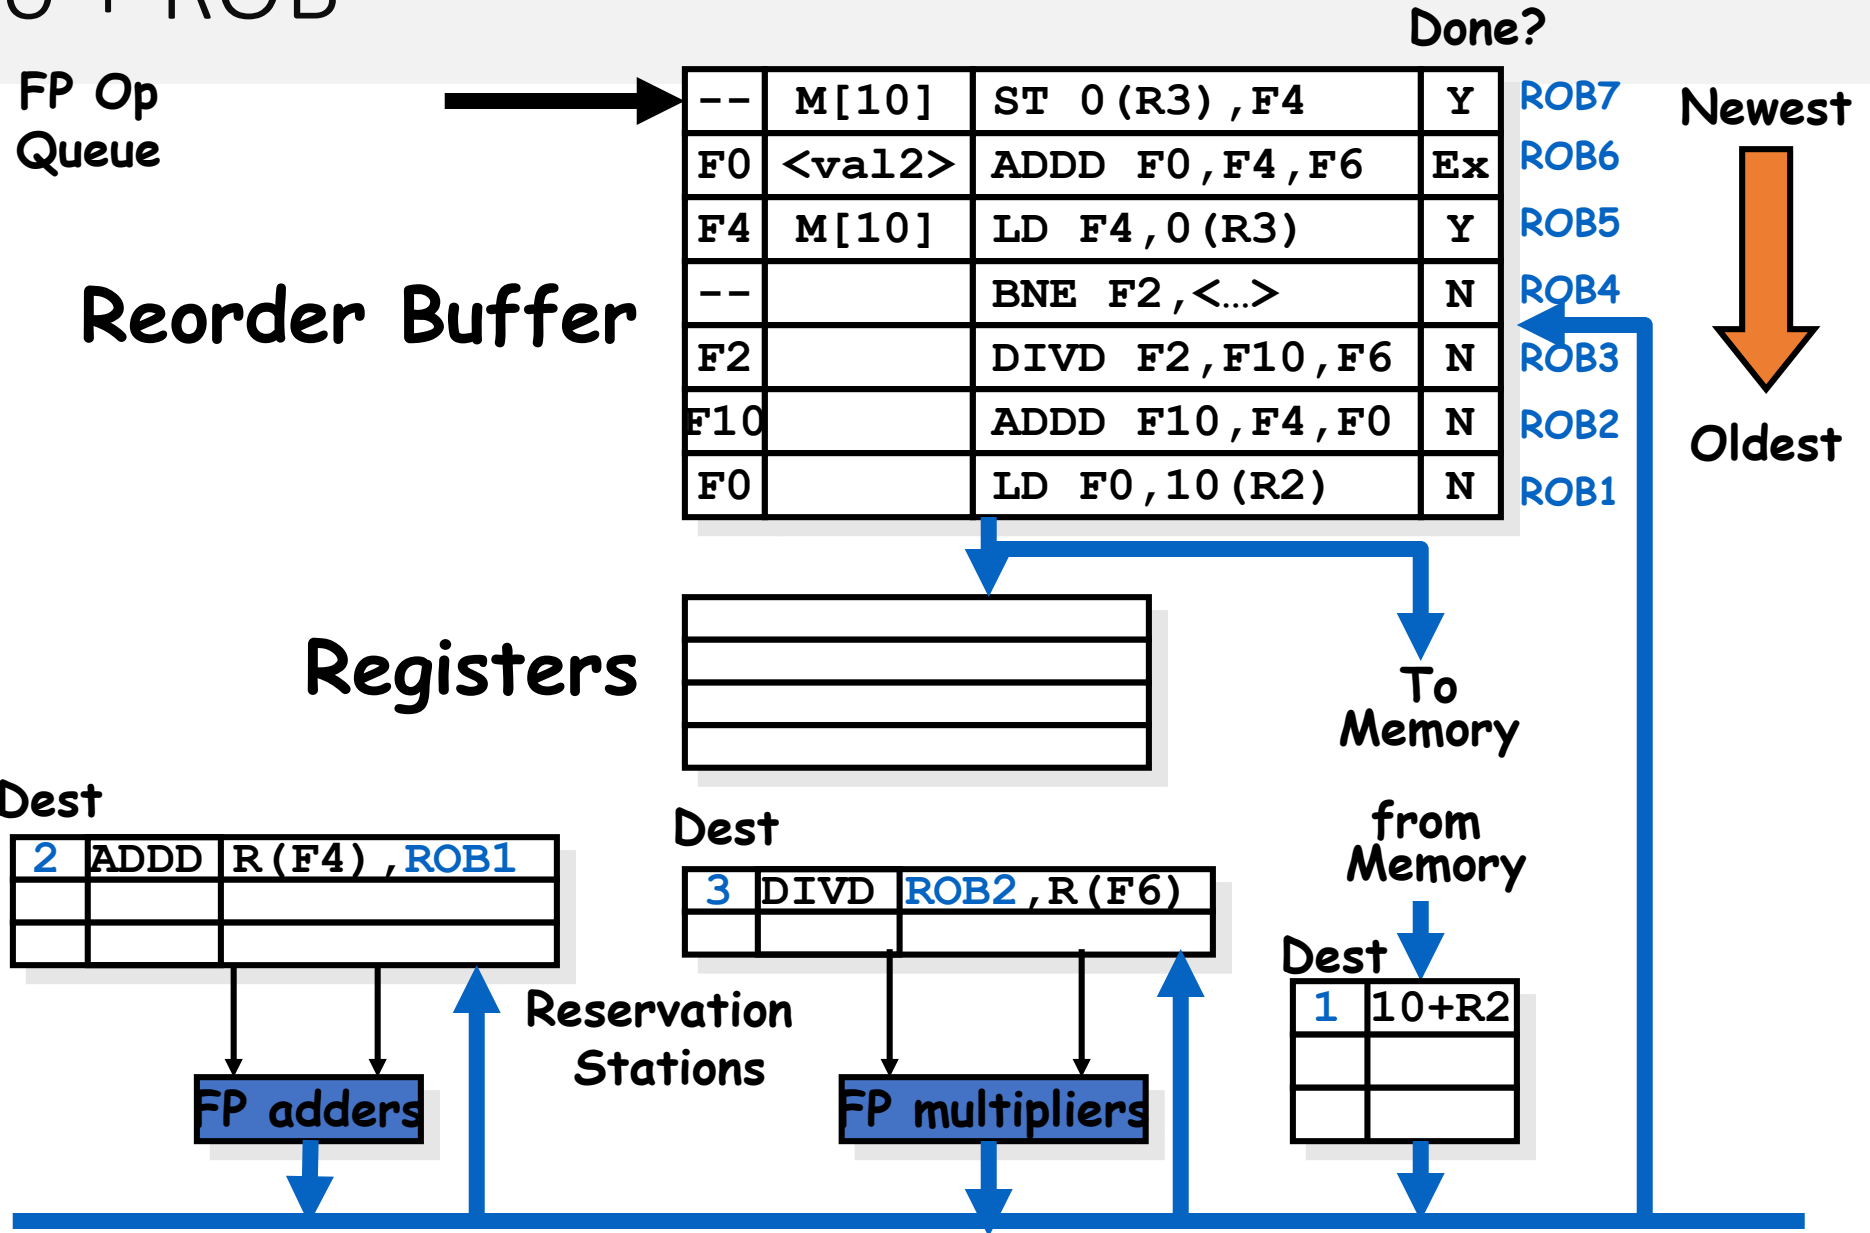 + ROB
Done?
FP Op
Queue
-- M[10] ST 0(R3),F4 Y ROB7
F0 <val2> ADDD F0,F4,F6 Ex ROB6
F4 M[10] LD F4,0(R3) Y ROB5
-- BNE F2,<…> N ROB4
F2 DIVD F2,F10,F6 N ROB3
F10 ADDD F10,F4,F0 N ROB2
F0 LD F0,10(R2) N ROB1
Newest
Oldest
Reorder Buffer
Registers
To
Memory
from
Memory
Dest
2 ADDD R(F4),ROB1
Dest
3 DIVD ROB2,R(F6)
Dest
1 10+R2
Reservation
Stations
FP adders
FP multipliers